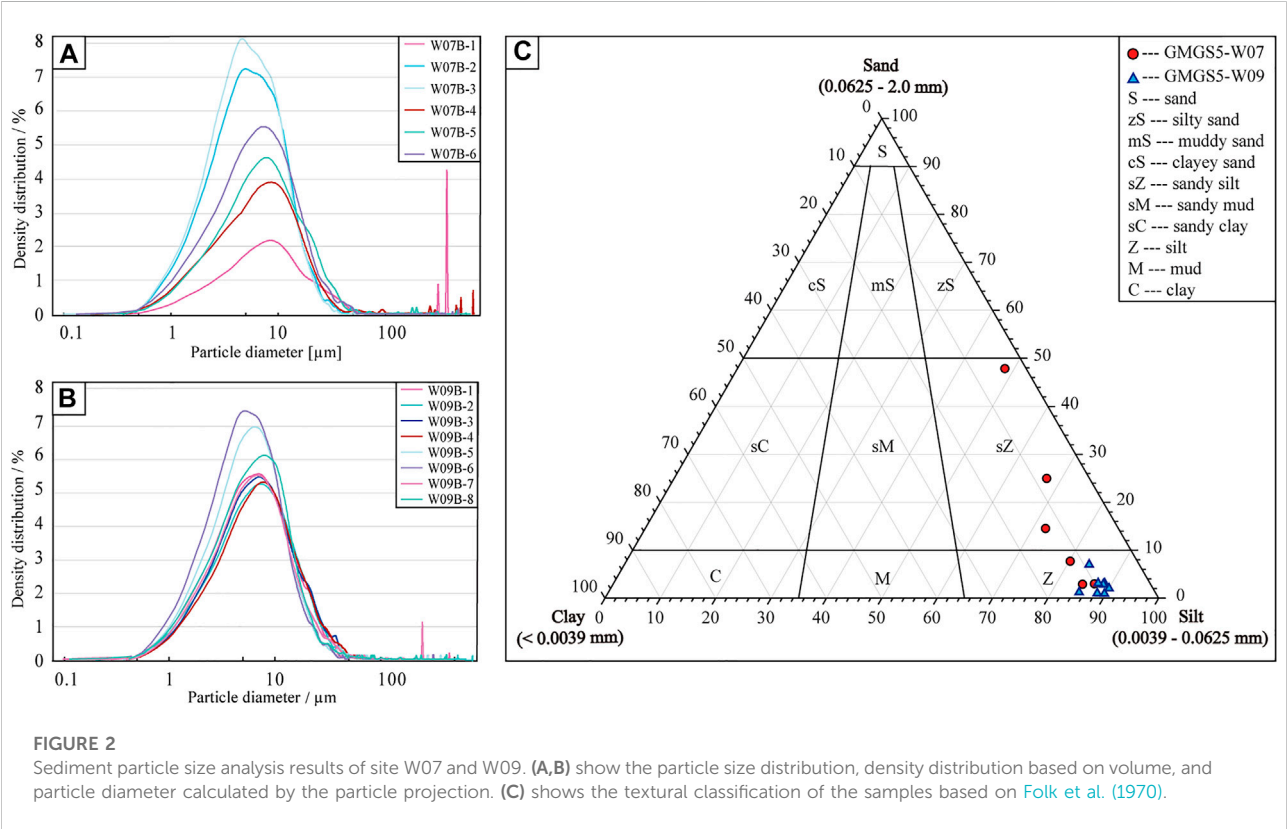 A
8
7
6
5
4
3
2
1
0
Density distribution / %
0.1 1 10 100
Particle diameter [µm]
W07B-1
W07B-2
W07B-3
W07B-4
W07B-5
W07B-6
B
8
7
6
5
4
3
2
1
0
Density distribution / %
0.1 1 10 100
Particle diameter / µm
W09B-1
W09B-2
W09B-3
W09B-4
W09B-5
W09B-6
W09B-7
W09B-8
C
Sand
(0.0625 - 2.0 mm)
0 100
10 S 90
20 80
30 70
cS mS zS
40 60
50 50
60 40
70 sC sM sZ 30
80 20
90 10
C M Z
100 0
0 10 20 30 40 50 60 70 80 90 100
Clay
(< 0.0039 mm)
Silt
(0.0039 - 0.0625 mm)
--- GMGS5-W07
--- GMGS5-W09
S --- sand
zS --- silty sand
mS --- muddy sand
cS --- clayey sand
sZ --- sandy silt
sM --- sandy mud
sC --- sandy clay
Z --- silt
M --- mud
C --- clay
FIGURE 2
Sediment particle size analysis results of site W07 and W09. (A,B) show the particle size distribution, density distribution based on volume, and
particle diameter calculated by the particle projection. (C) shows the textural classification of the samples based on Folk et al. (1970).